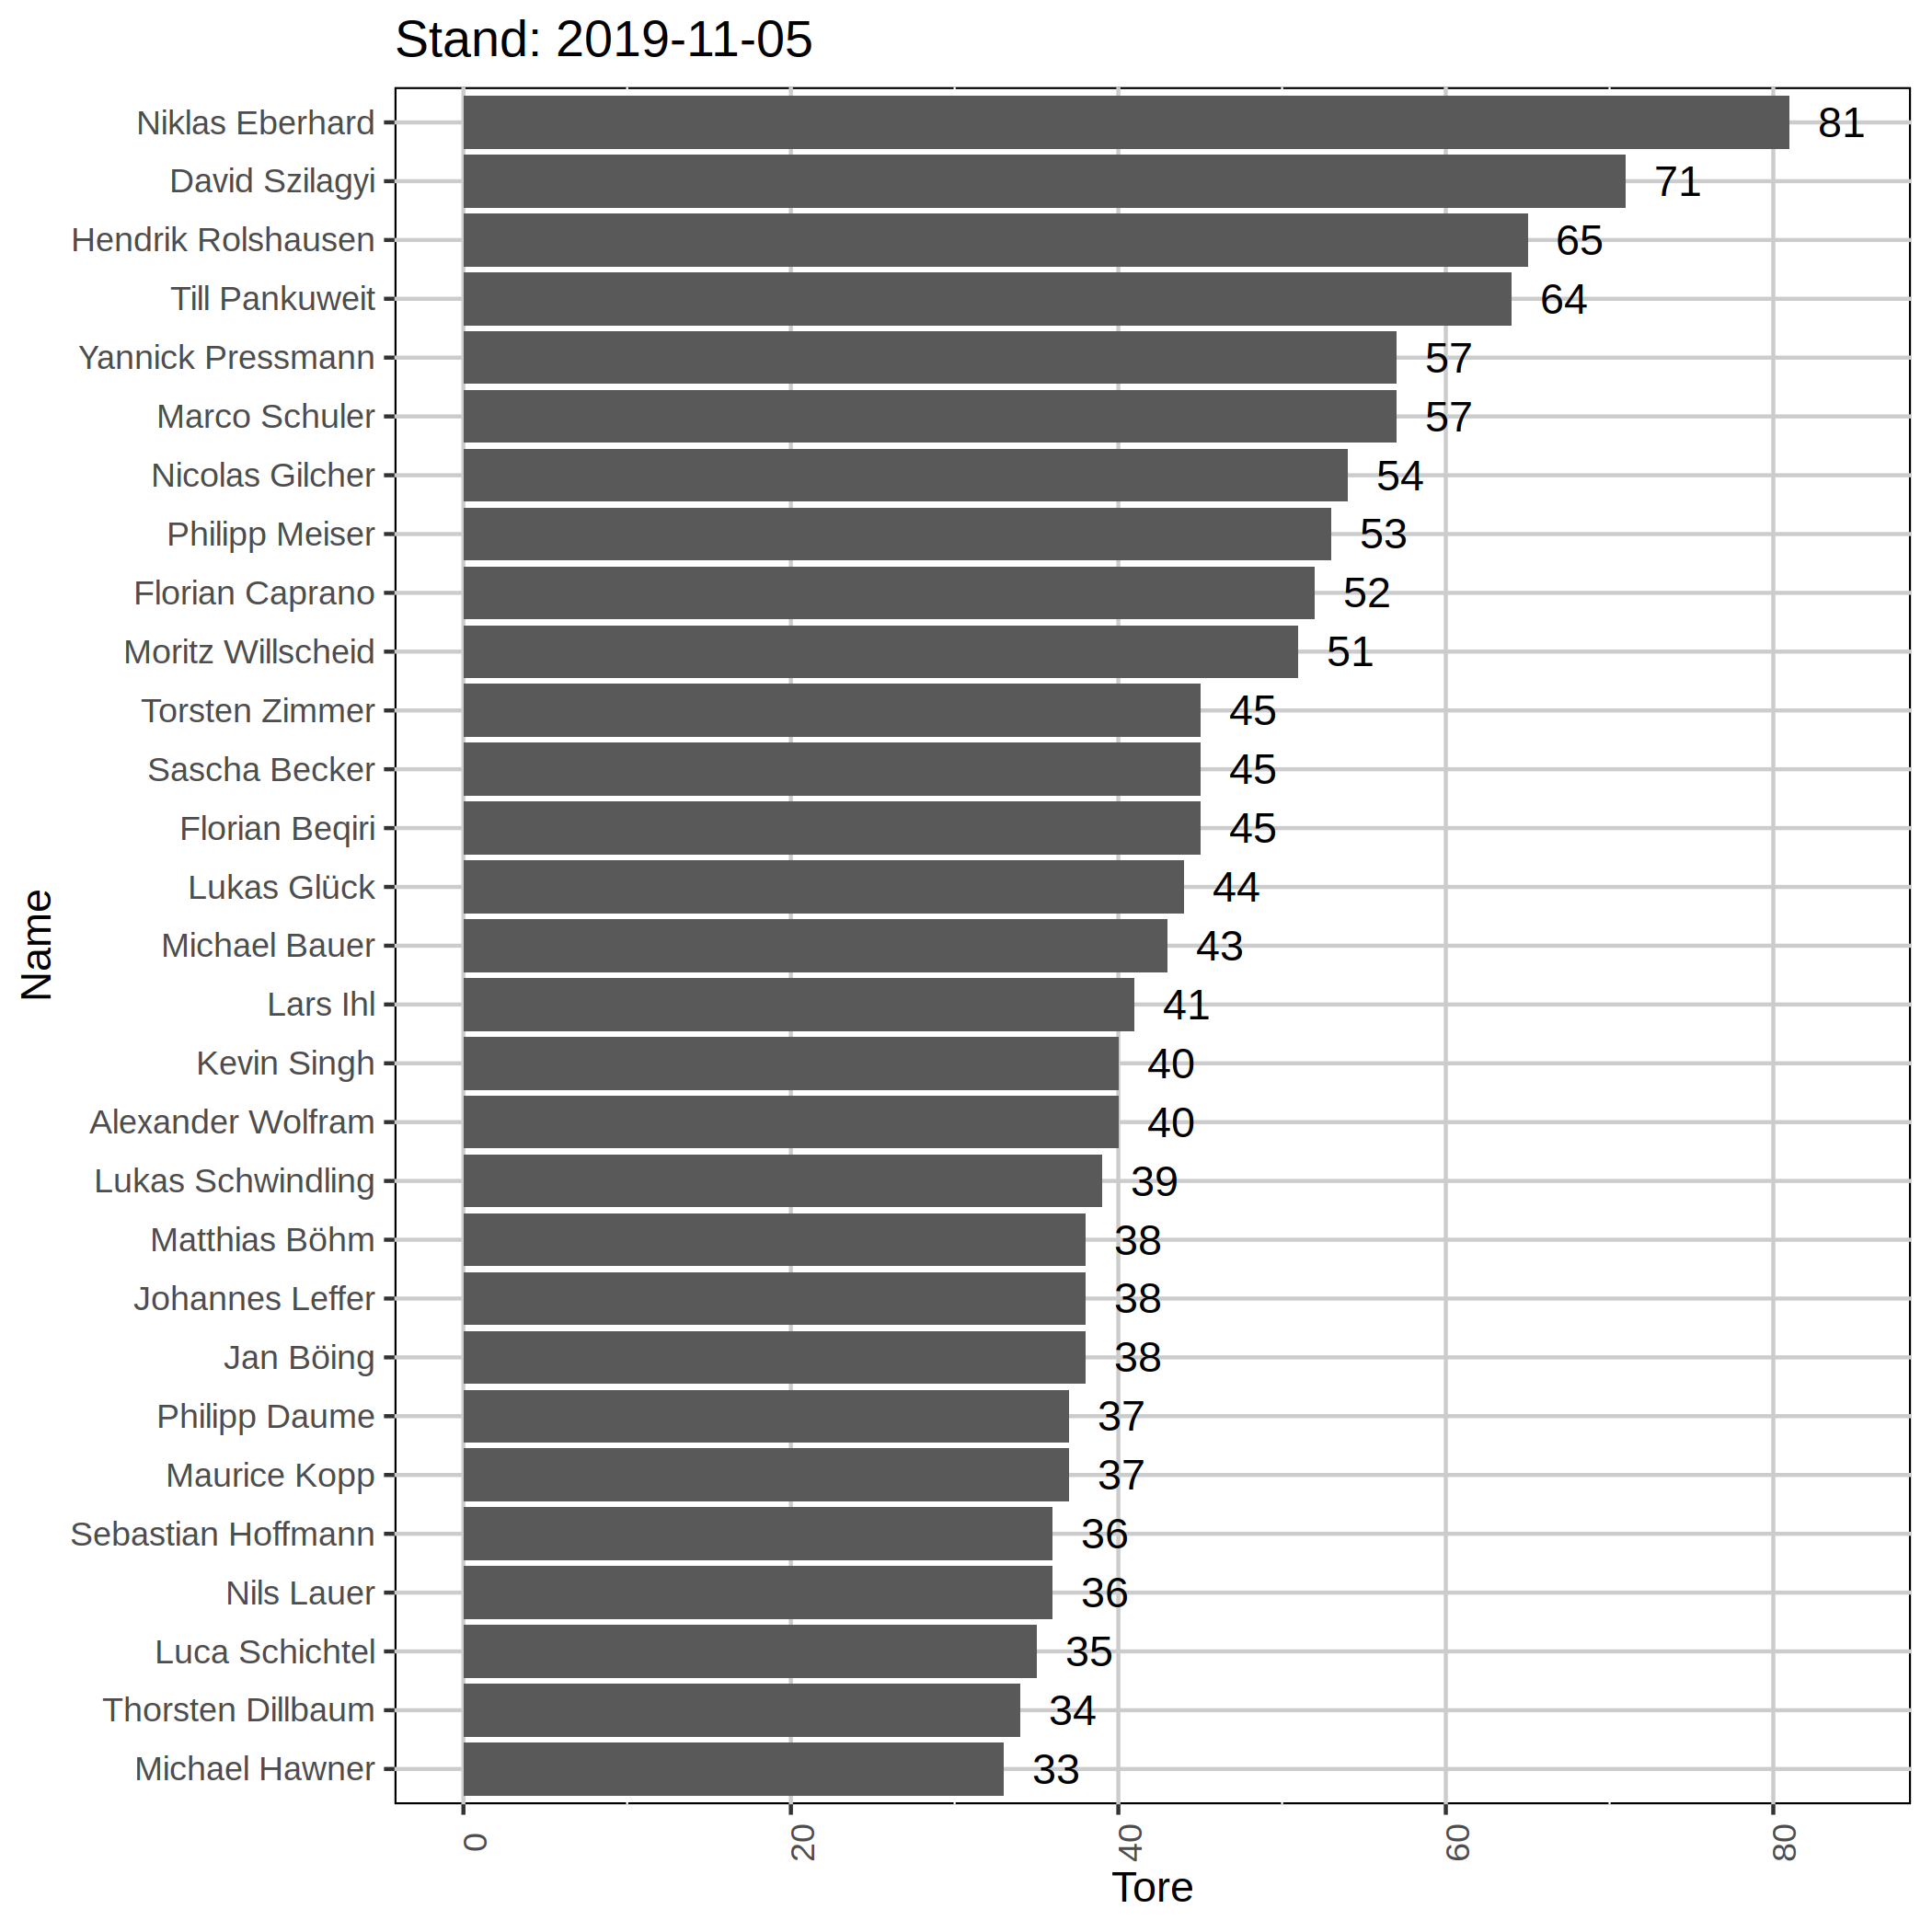 Stand: 2019-11-05
Niklas Eberhard 81
David Szilagyi 71
Hendrik Rolshausen 65
Till Pankuweit 64
Yannick Pressmann 57
Marco Schuler 57
Nicolas Gilcher 54
Philipp Meiser 53
Florian Caprano 52
Moritz Willscheid 51
Torsten Zimmer 45
Sascha Becker 45
Florian Beqiri 45
Lukas Glück 44
Michael Bauer 43
Lars Ihl 41
Kevin Singh 40
Alexander Wolfram 40
Lukas Schwindling 39
Matthias Böhm 38
Johannes Leffer 38
Jan Böing 38
Philipp Daume 37
Maurice Kopp 37
Sebastian Hoffmann 36
Nils Lauer 36
Luca Schichtel 35
Thorsten Dillbaum 34
Michael Hawner 33
Name
0 20 40 60 80
Tore